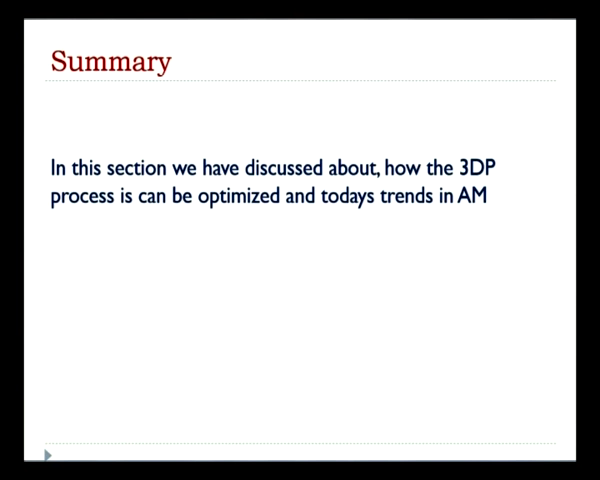 Summary
In this section we have discussed about, how the 3DP
process is can be optimized and todays trends in AM